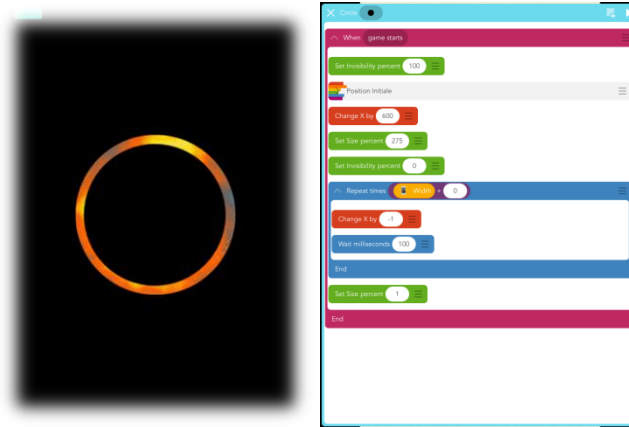 Circle
When game starts
Set Invisibility percent 100
Position Initiale
Change X by 600
Set Size percent 275
Set Invisibility percent 0
Repeat times Width + 0
Change X by -1
Wait milliseconds 100
End
Set Size percent 1
End